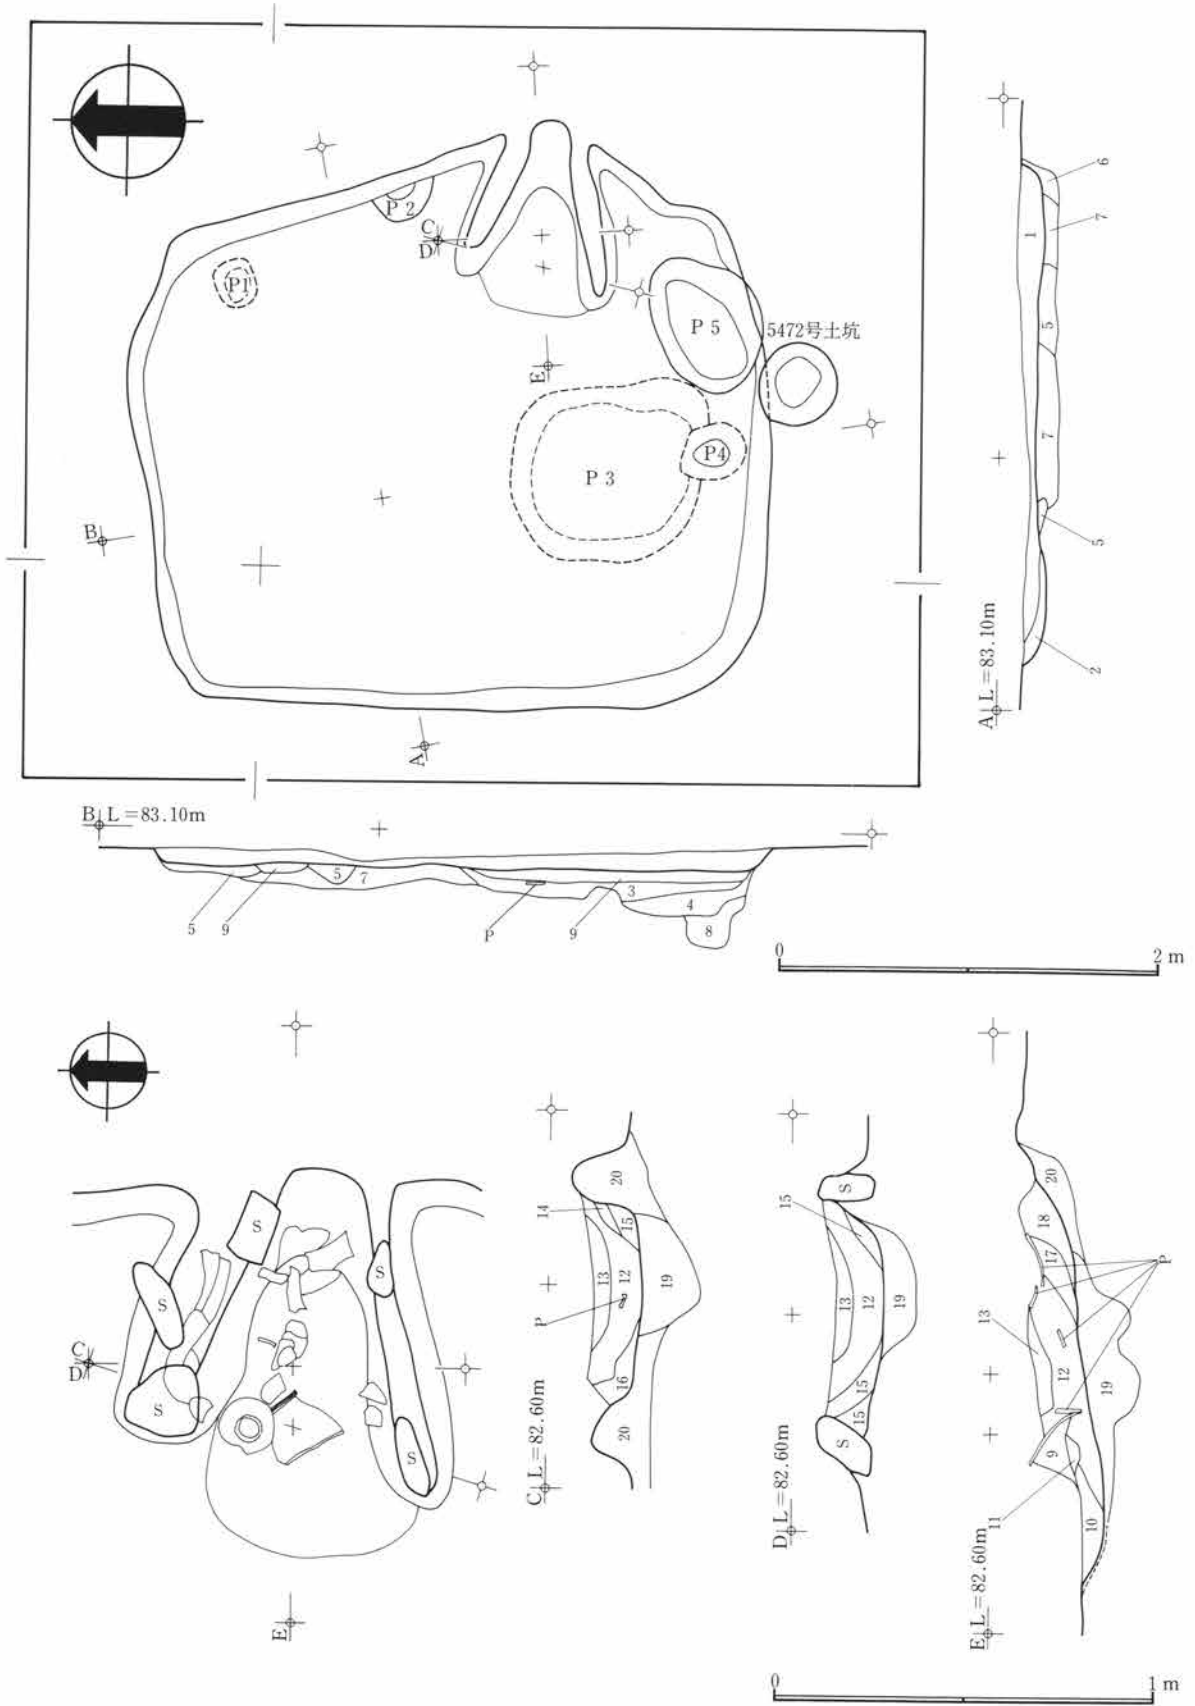 P 2
C
D
P1
P 5
5472号土坑
E
P 3
P4
B
A
6
7
1
5
7
5
2
A L＝83.10m
B L＝83.10m
5
7
3
4
8
5
9
P
9
0
2 m
S
S
S
S
S
C
D
E
20
14
15
13
12
19
P
16
20
C L＝82.60m
S
15
13
12
19
15
15
S
D L＝82.60m
20
18
17
P
13
12
19
9
11
10
E L＝82.60m
0
1 m